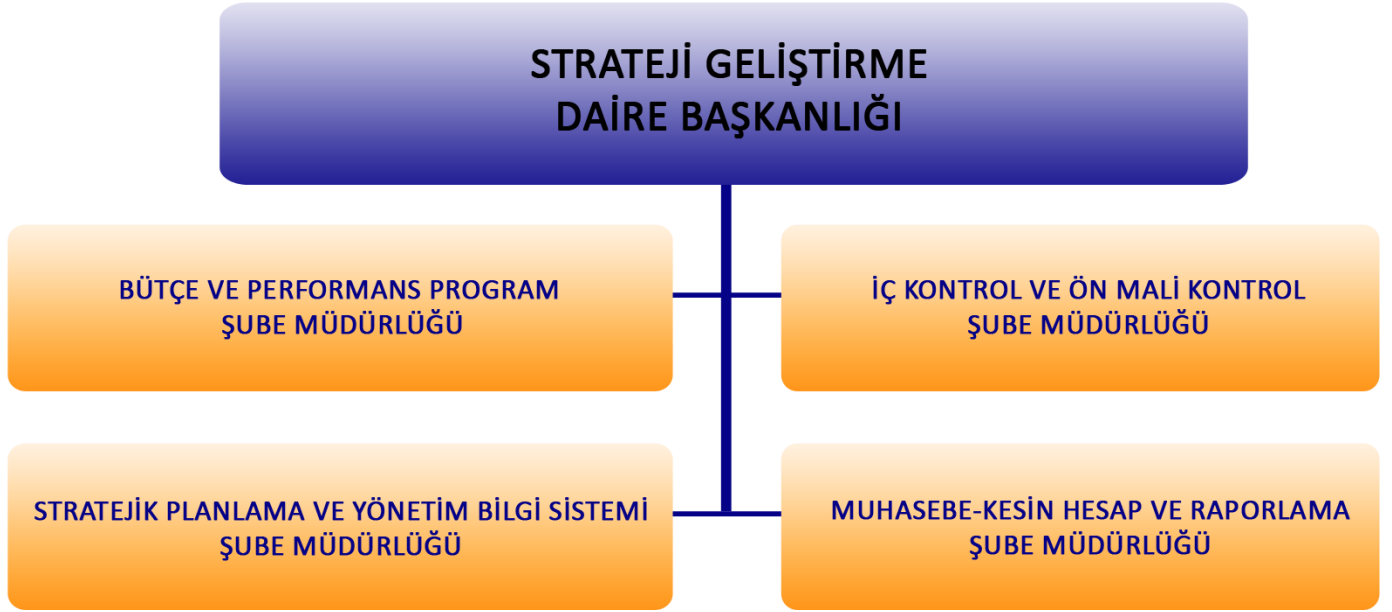 STRATEJİ GELİŞTİRME
DAİRE BAŞKANLIĞI
BÜTÇE VE PERFORMANS PROGRAM
ŞUBE MÜDÜRLÜĞÜ
İÇ KONTROL VE ÖN MALİ KONTROL
ŞUBE MÜDÜRLÜĞÜ
STRATEJİK PLANLAMA VE YÖNETİM BİLGİ SİSTEMİ
ŞUBE MÜDÜRLÜĞÜ
MUHASEBE-KESİN HESAP VE RAPORLAMA
ŞUBE MÜDÜRLÜĞÜ